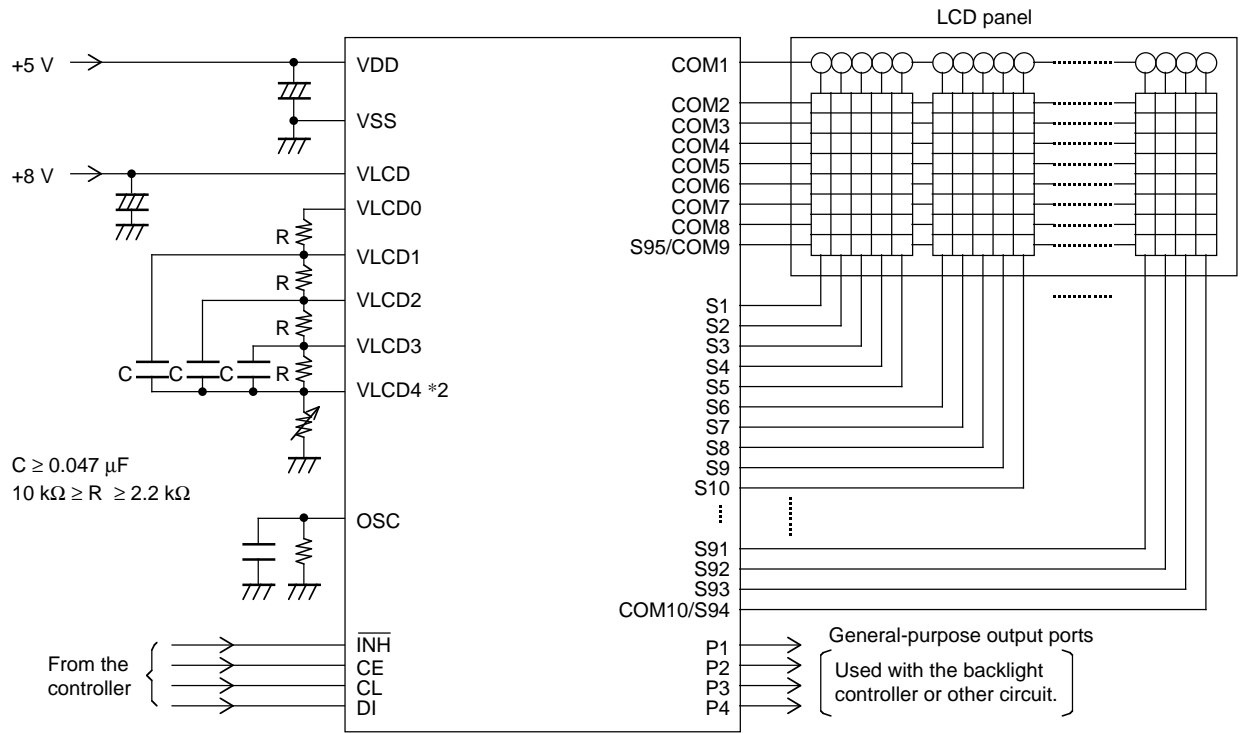 LCD panel
+5 V
VDD
VSS
+8 V
VLCD
VLCD0
R
VLCD1
R
VLCD2
R
VLCD3
C
C
C
R
VLCD4 *2
C ≥ 0.047 μF
10 kΩ ≥ R ≥ 2.2 kΩ
OSC
From the
controller
INH
CE
CL
DI
COM1
COM2
COM3
COM4
COM5
COM6
COM7
COM8
S95/COM9
S1
S2
S3
S4
S5
S6
S7
S8
S9
S10
S91
S92
S93
COM10/S94
P1
P2
P3
P4
General-purpose output ports
Used with the backlight
controller or other circuit.